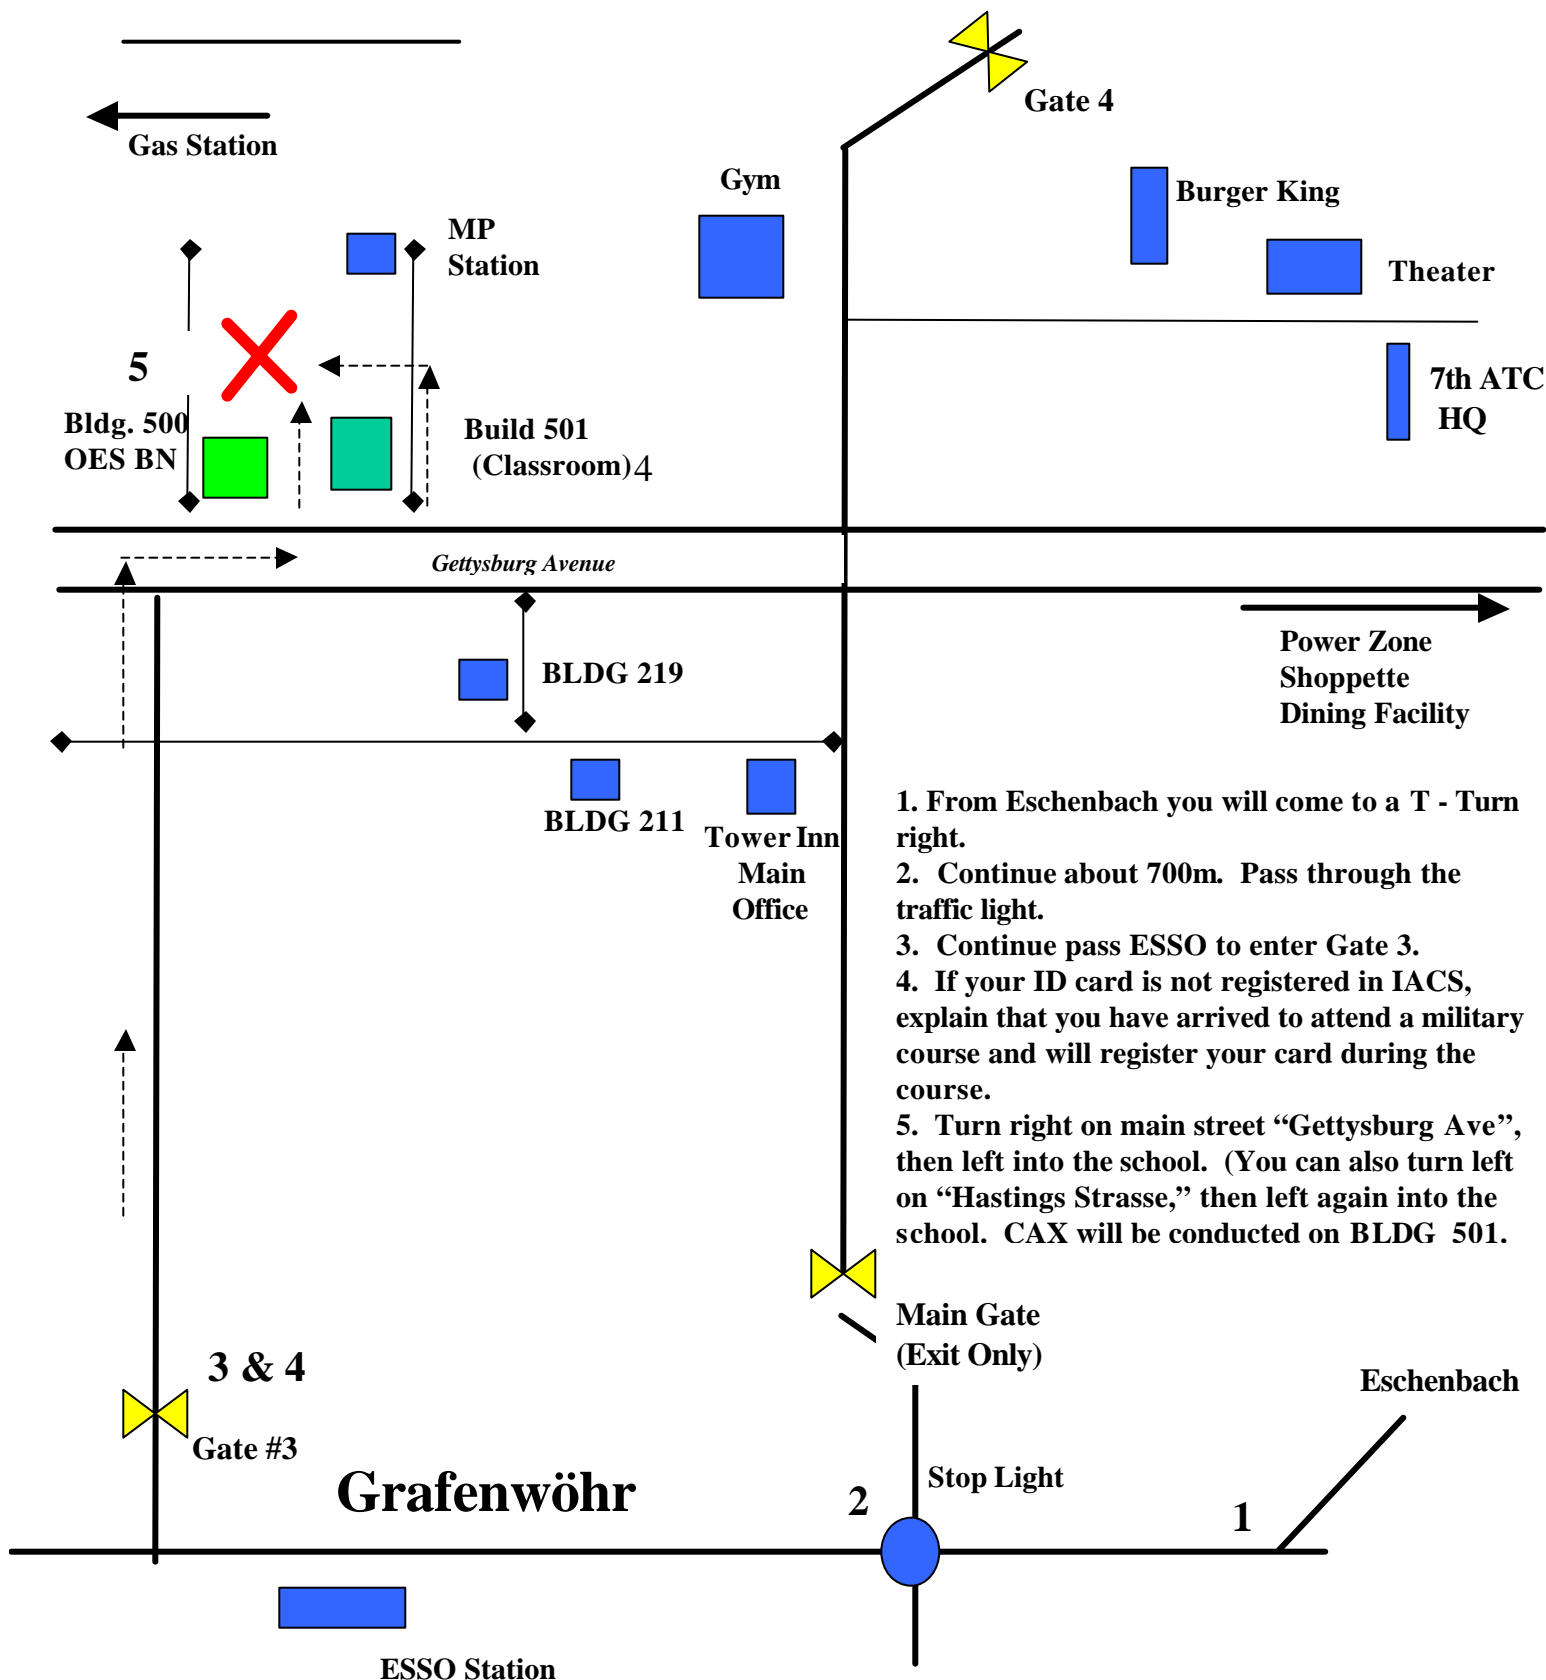 Gate 4
Gas Station
Gym
Burger King
MP
Station
Theater
5
7th ATC
HQ
Bldg. 500
OES BN
Build 501
(Classroom)4
Gettysburg Avenue
Power Zone
Shoppette
Dining Facility
BLDG 219
BLDG 211
Tower Inn
Main
Office
1. From Eschenbach you will come to a T - Turn
right.
2.  Continue about 700m.  Pass through the
traffic light.
3.  Continue pass ESSO to enter Gate 3.
4.  If your ID card is not registered in IACS,
explain that you have arrived to attend a military
course and will register your card during the
course.
5.  Turn right on main street “Gettysburg Ave”,
then left into the school.  (You can also turn left
on “Hastings Strasse,” then left again into the
school.  CAX will be conducted on BLDG  501.
Main Gate
(Exit Only)
3 & 4
Eschenbach
Gate #3
Grafenwöhr
Stop Light
2
1
ESSO Station